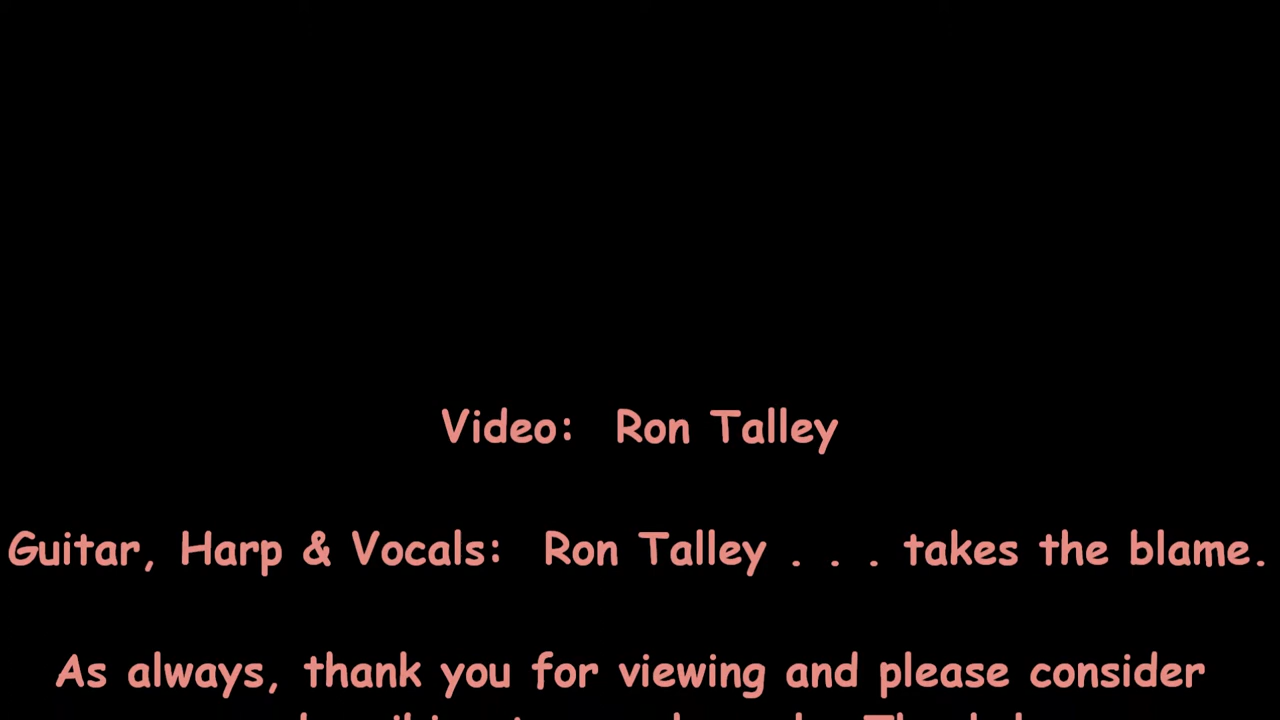 Video: Ron Talley
Guitar, Harp & Vocals: Ron Talley . . . takes the blame.
As always, thank you for viewing and please consider